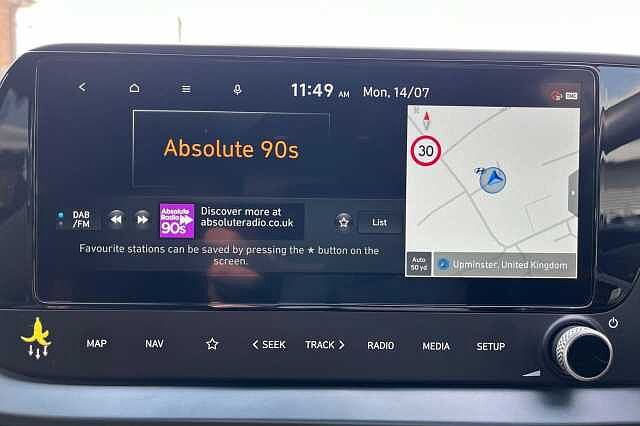 11:49 AM Mon, 14/07
Absolute 90s
30
DAB
/FM
Absolute
Radio
90s
Discover more at
absoluteradio.co.uk
List
Favourite stations can be saved by pressing the ★ button on the
screen.
Auto
50 yd
Upminster, United Kingdom
MAP NAV SEEK TRACK RADIO MEDIA SETUP